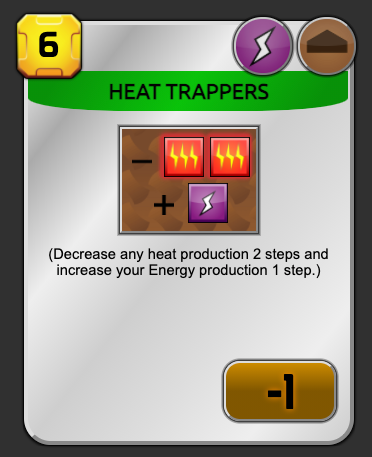 6
HEAT TRAPPERS
−
+
(Decrease any heat production 2 steps and
increase your Energy production 1 step.)
-1